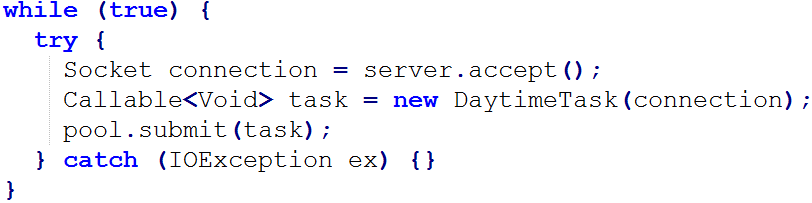 while (true) {
  try {
    Socket connection = server.accept();
    Callable<Void> task = new DaytimeTask(connection);
    pool.submit(task);
  } catch (IOException ex) {}
}